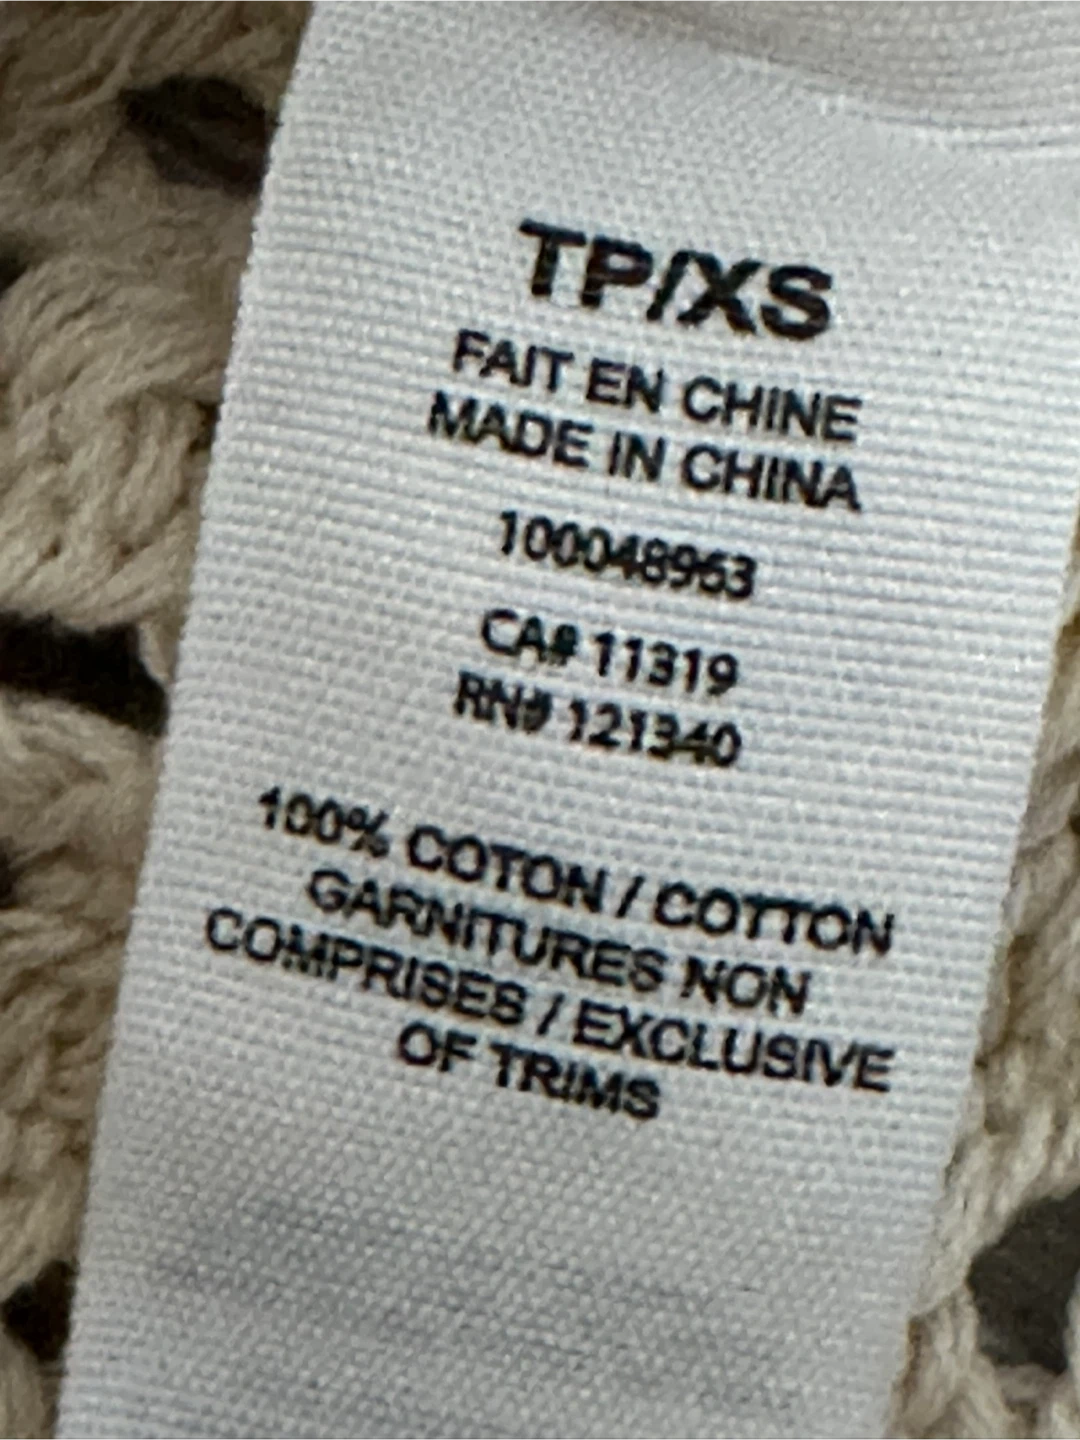 TP/XS
FAIT EN CHINE
MADE IN CHINA
100048963
CA# 11319
RN# 121340
100% COTON / COTTON
GARNITURES NON
COMPRISES / EXCLUSIVE
OF TRIMS